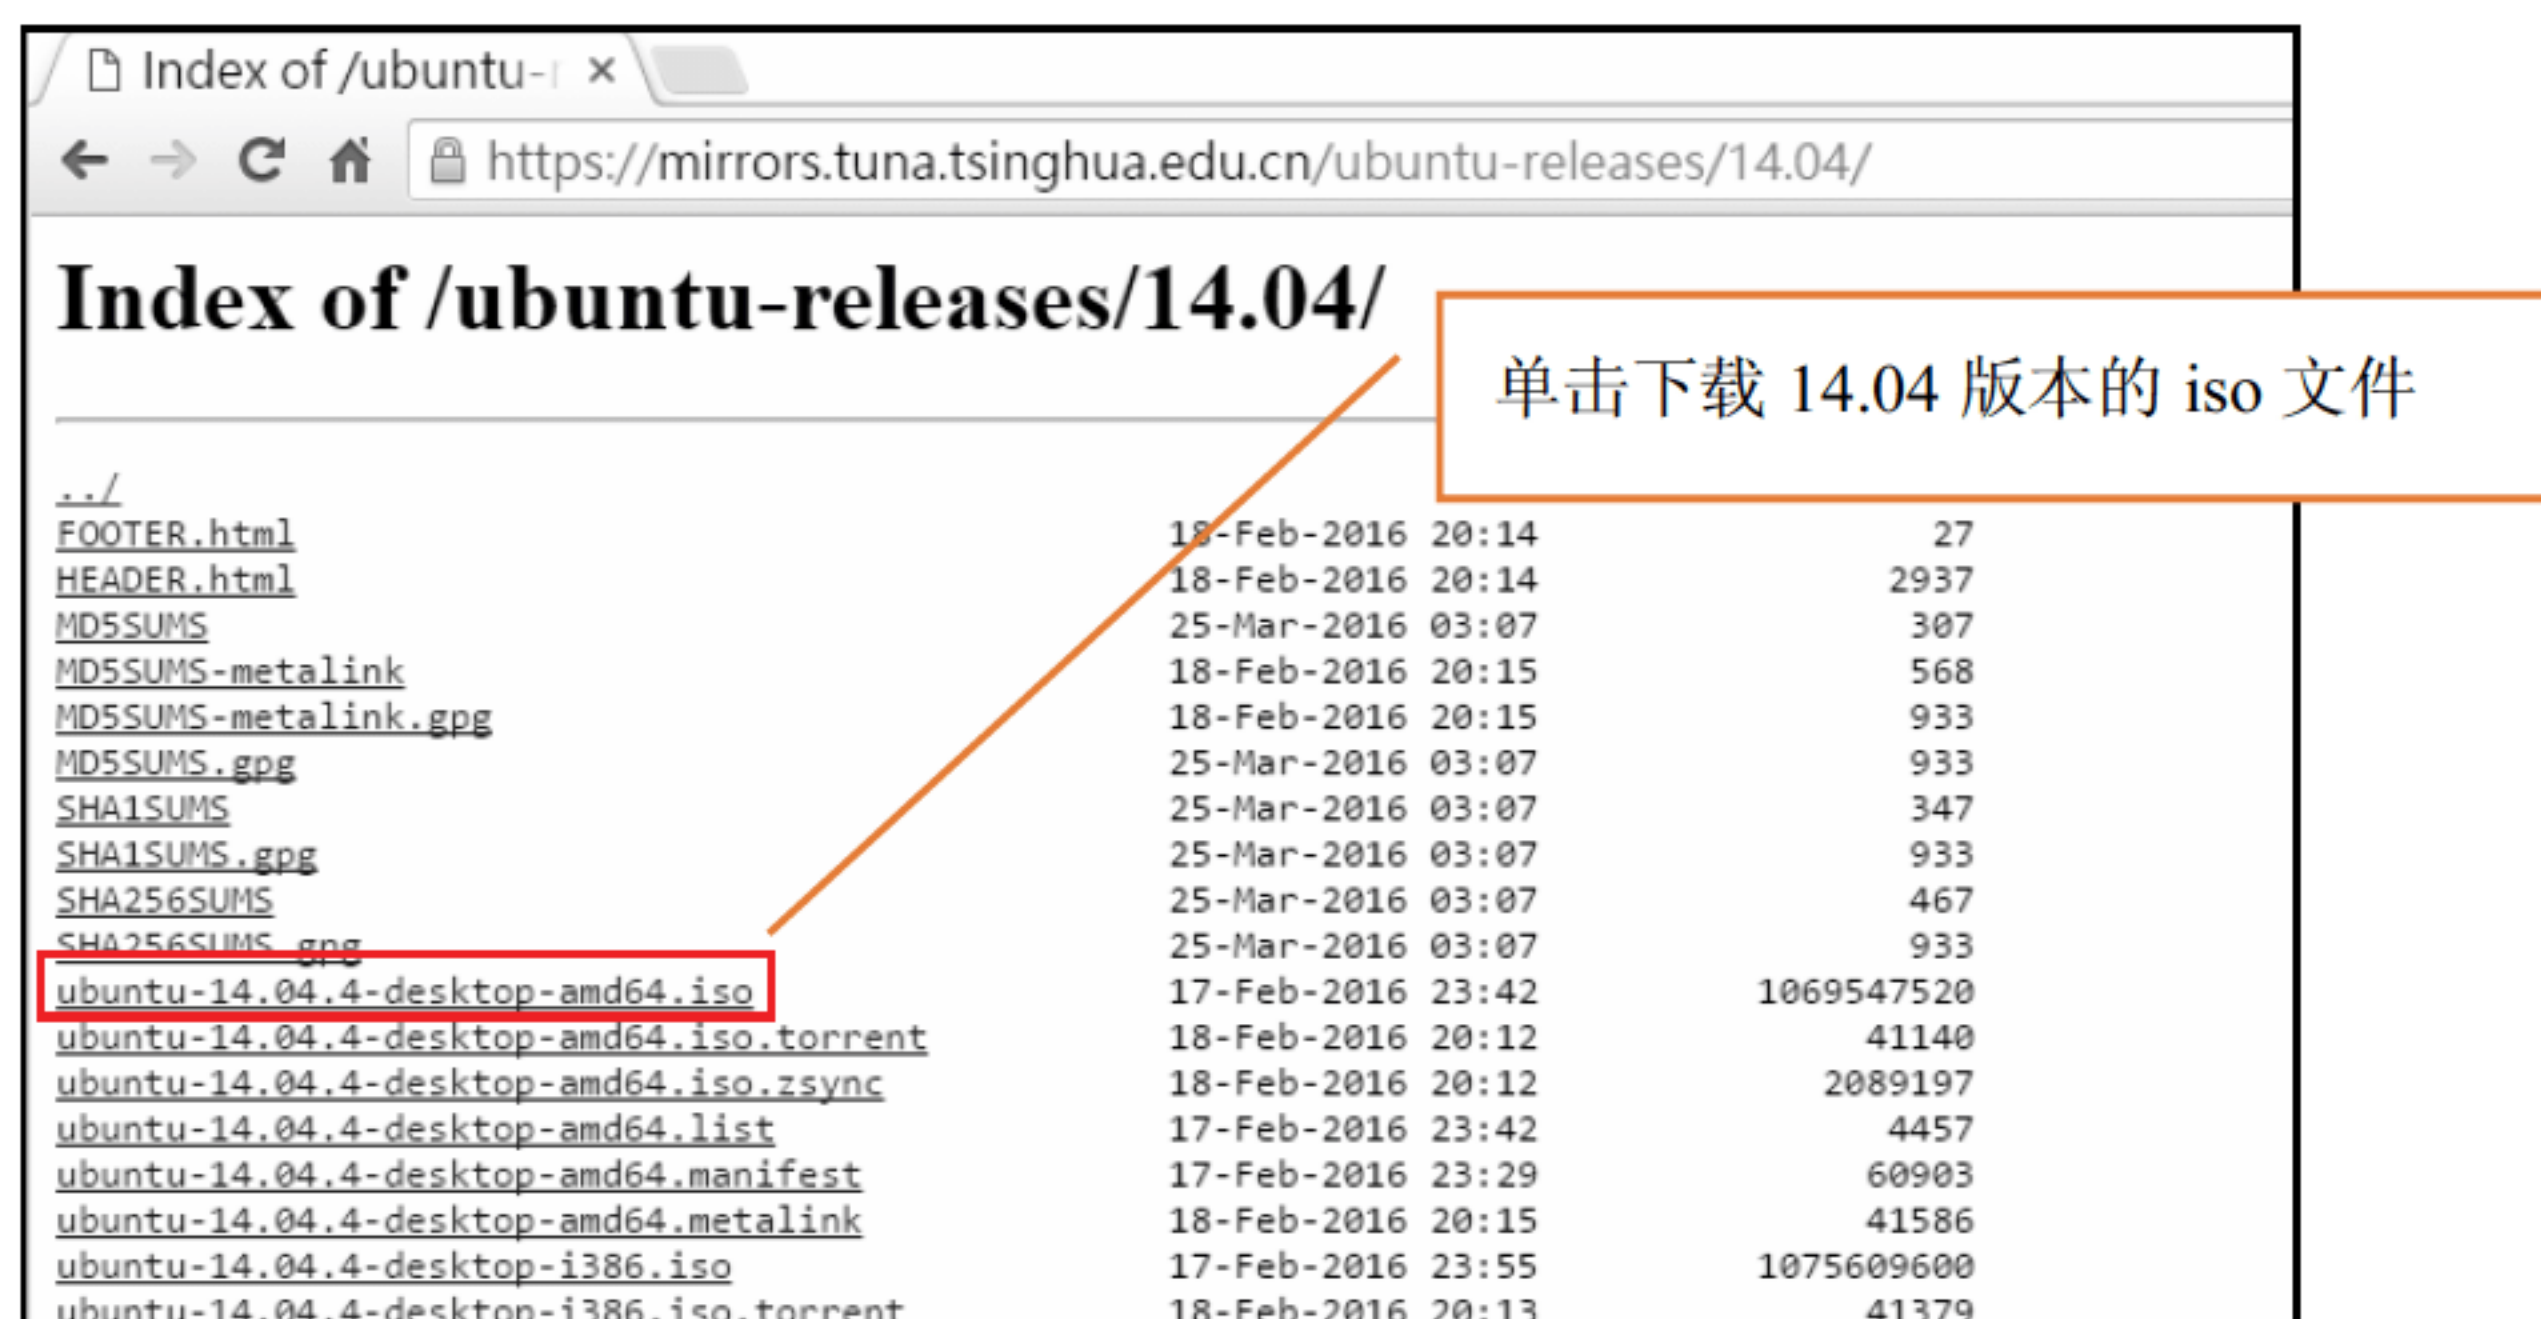 Index of /ubuntu-
https://mirrors.tuna.tsinghua.edu.cn/ubuntu-releases/14.04/
Index of /ubuntu-releases/14.04/
单击下载 14.04 版本的 iso 文件
../
FOOTER.html 18-Feb-2016 20:14 27
HEADER.html 18-Feb-2016 20:14 2937
MD5SUMS 25-Mar-2016 03:07 307
MD5SUMS-metalink 18-Feb-2016 20:15 568
MD5SUMS-metalink.gpg 18-Feb-2016 20:15 933
MD5SUMS.gpg 25-Mar-2016 03:07 933
SHA1SUMS 25-Mar-2016 03:07 347
SHA1SUMS.gpg 25-Mar-2016 03:07 933
SHA256SUMS 25-Mar-2016 03:07 467
SHA256SUMS.gpg 25-Mar-2016 03:07 933
ubuntu-14.04.4-desktop-amd64.iso 17-Feb-2016 23:42 1069547520
ubuntu-14.04.4-desktop-amd64.iso.torrent 18-Feb-2016 20:12 41140
ubuntu-14.04.4-desktop-amd64.iso.zsync 18-Feb-2016 20:12 2089197
ubuntu-14.04.4-desktop-amd64.list 17-Feb-2016 23:42 4457
ubuntu-14.04.4-desktop-amd64.manifest 17-Feb-2016 23:29 60903
ubuntu-14.04.4-desktop-amd64.metalink 18-Feb-2016 20:15 41586
ubuntu-14.04.4-desktop-i386.iso 17-Feb-2016 23:55 1075609600
ubuntu-14.04.4-desktop-i386.iso.torrent 18-Feb-2016 20:13 41379